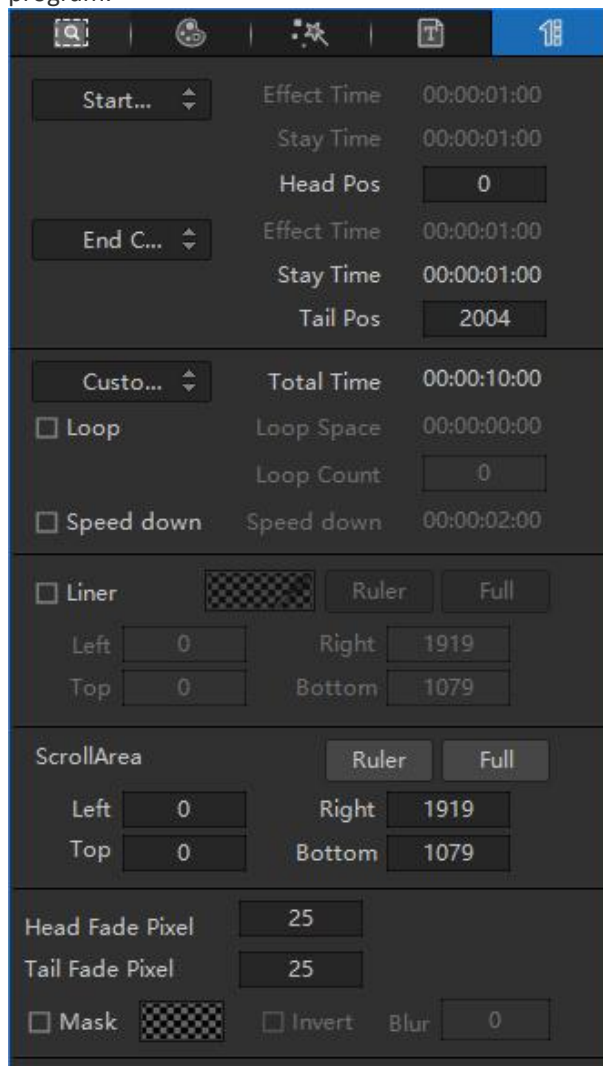 program.
Start... Effect Time 00:00:01:00
Stay Time 00:00:01:00
Head Pos 0
End C... Effect Time 00:00:01:00
Stay Time 00:00:01:00
Tail Pos 2004
Custo... Total Time 00:00:10:00
Loop Loop Space 00:00:00:00
Loop Count 0
Speed down Speed down 00:00:02:00
Liner Ruler Full
Left 0 Right 1919
Top 0 Bottom 1079
ScrollArea Ruler Full
Left 0 Right 1919
Top 0 Bottom 1079
Head Fade Pixel 25
Tail Fade Pixel 25
Mask Invert Blur 0